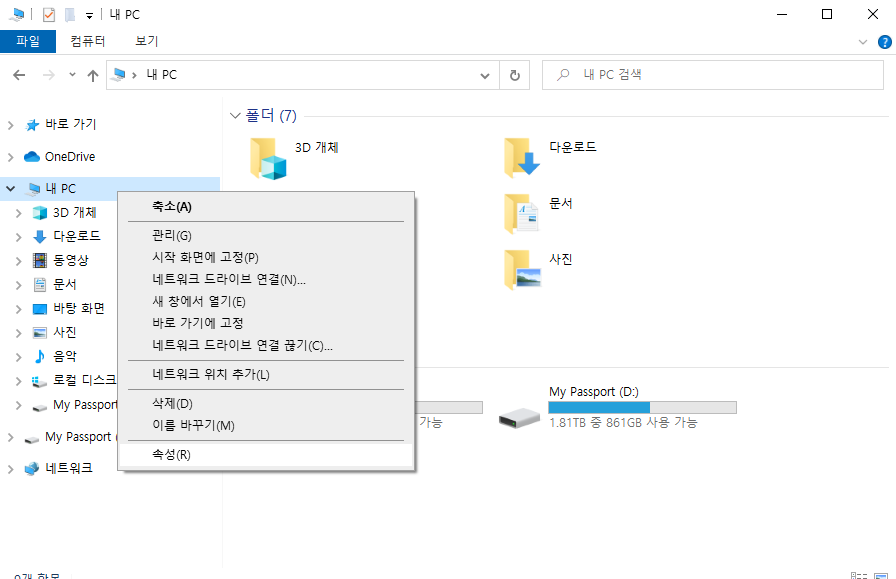 내 PC
파일 컴퓨터 보기
내 PC
내 PC 검색
바로 가기
OneDrive
내 PC
3D 개체
다운로드
동영상
문서
바탕 화면
사진
음악
로컬 디스크
My Passport
My Passport (
네트워크
폴더 (7)
3D 개체
다운로드
문서
사진
축소(A)
관리(G)
시작 화면에 고정(P)
네트워크 드라이브 연결(N)...
새 창에서 열기(E)
바로 가기에 고정
네트워크 드라이브 연결 끊기(C)...
네트워크 위치 추가(L)
삭제(D)
이름 바꾸기(M)
속성(R)
가능
My Passport (D:)
1.81TB 중 861GB 사용 가능